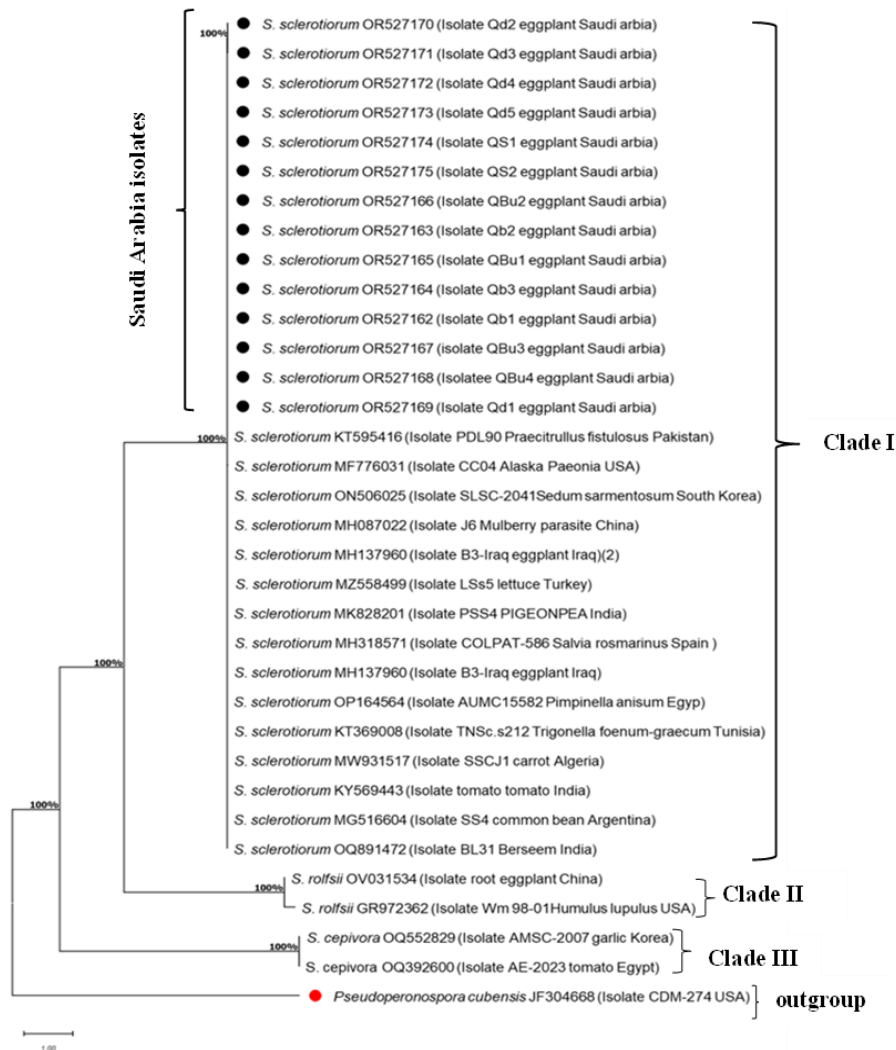 100%
S. sclerotiorum OR527170 (Isolate Qd2 eggplant Saudi arbia)
S. sclerotiorum OR527171 (Isolate Qd3 eggplant Saudi arbia)
S. sclerotiorum OR527172 (Isolate Qd4 eggplant Saudi arbia)
S. sclerotiorum OR527173 (Isolate Qd5 eggplant Saudi arbia)
S. sclerotiorum OR527174 (Isolate QS1 eggplant Saudi arbia)
S. sclerotiorum OR527175 (Isolate QS2 eggplant Saudi arbia)
S. sclerotiorum OR527166 (Isolate QBu2 eggplant Saudi arbia)
S. sclerotiorum OR527163 (Isolate Qb2 eggplant Saudi arbia)
S. sclerotiorum OR527165 (Isolate QBu1 eggplant Saudi arbia)
S. sclerotiorum OR527164 (Isolate Qb3 eggplant Saudi arbia)
S. sclerotiorum OR527162 (Isolate Qb1 eggplant Saudi arbia)
S. sclerotiorum OR527167 (isolate QBu3 eggplant Saudi arbia)
S. sclerotiorum OR527168 (Isolatee QBu4 eggplant Saudi arbia)
S. sclerotiorum OR527169 (Isolate Qd1 eggplant Saudi arbia)
Saudi Arabia isolates
100%
S. sclerotiorum KT595416 (Isolate PDL90 Praecitrullus fistulosus Pakistan)
Clade I
S. sclerotiorum MF776031 (Isolate CC04 Alaska Paeonia USA)
S. sclerotiorum ON506025 (Isolate SLSC-2041Sedum sarmentosum South Korea)
S. sclerotiorum MH087022 (Isolate J6 Mulberry parasite China)
S. sclerotiorum MH137960 (Isolate B3-Iraq eggplant Iraq)(2)
S. sclerotiorum MZ558499 (Isolate LSs5 lettuce Turkey)
S. sclerotiorum MK828201 (Isolate PSS4 PIGEONPEA India)
S. sclerotiorum MH318571 (Isolate COLPAT-586 Salvia rosmarinus Spain )
100%
S. sclerotiorum MH137960 (Isolate B3-Iraq eggplant Iraq)
S. sclerotiorum OP164564 (Isolate AUMC15582 Pimpinella anisum Egyp)
S. sclerotiorum KT369008 (Isolate TNSc.s212 Trigonella foenum-graecum Tunisia)
S. sclerotiorum MW931517 (Isolate SSCJ1 carrot Algeria)
S. sclerotiorum KY569443 (Isolate tomato tomato India)
100%
S. sclerotiorum MG516604 (Isolate SS4 common bean Argentina)
S. sclerotiorum OQ891472 (Isolate BL31 Berseem India)
100%
S. rolfsii OV031534 (Isolate root eggplant China)
S. rolfsii GR972362 (Isolate Wm 98-01Humulus lupulus USA)
Clade II
100%
S. cepivora OQ552829 (Isolate AMSC-2007 garlic Korea)
S. cepivora OQ392600 (Isolate AE-2023 tomato Egypt)
Clade III
Pseudoperonospora cubensis JF304668 (Isolate CDM-274 USA)
outgroup